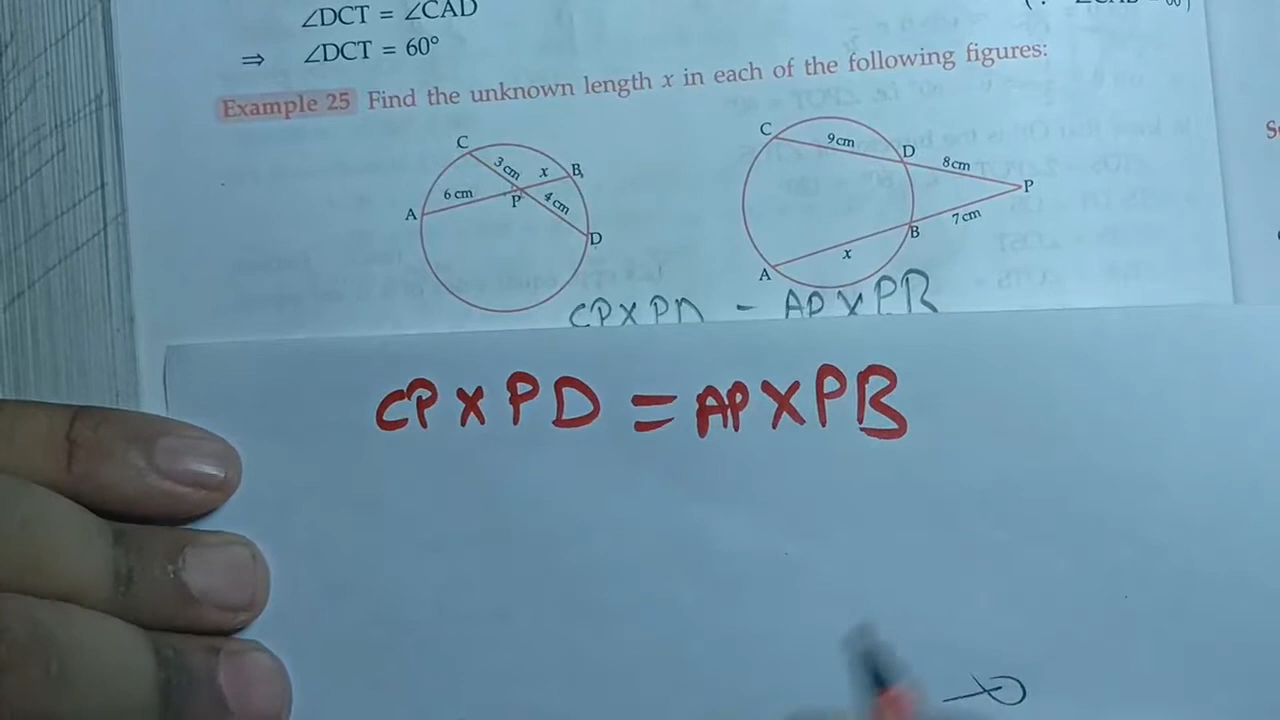 ∠DCT = ∠CAD
⇒ ∠DCT = 60°
Example 25 Find the unknown length x in each of the following figures:
C
3 cm
x
B
6 cm
P
4 cm
A
D
C
9 cm
D
8 cm
P
7 cm
B
x
A
CP X PD = AP X PB
CP X PD = AP X PB